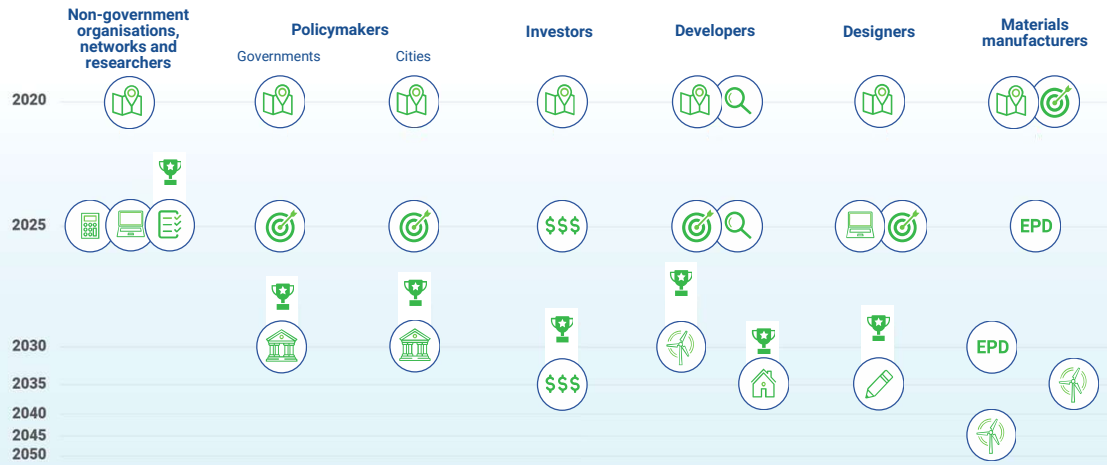 Non-government
organisations,
networks and
researchers
Policymakers
Governments
Cities
Investors
Developers
Designers
Materials
manufacturers
2020
2025
$$$
EPD
2030
EPD
2035
$$$
2040
2045
2050